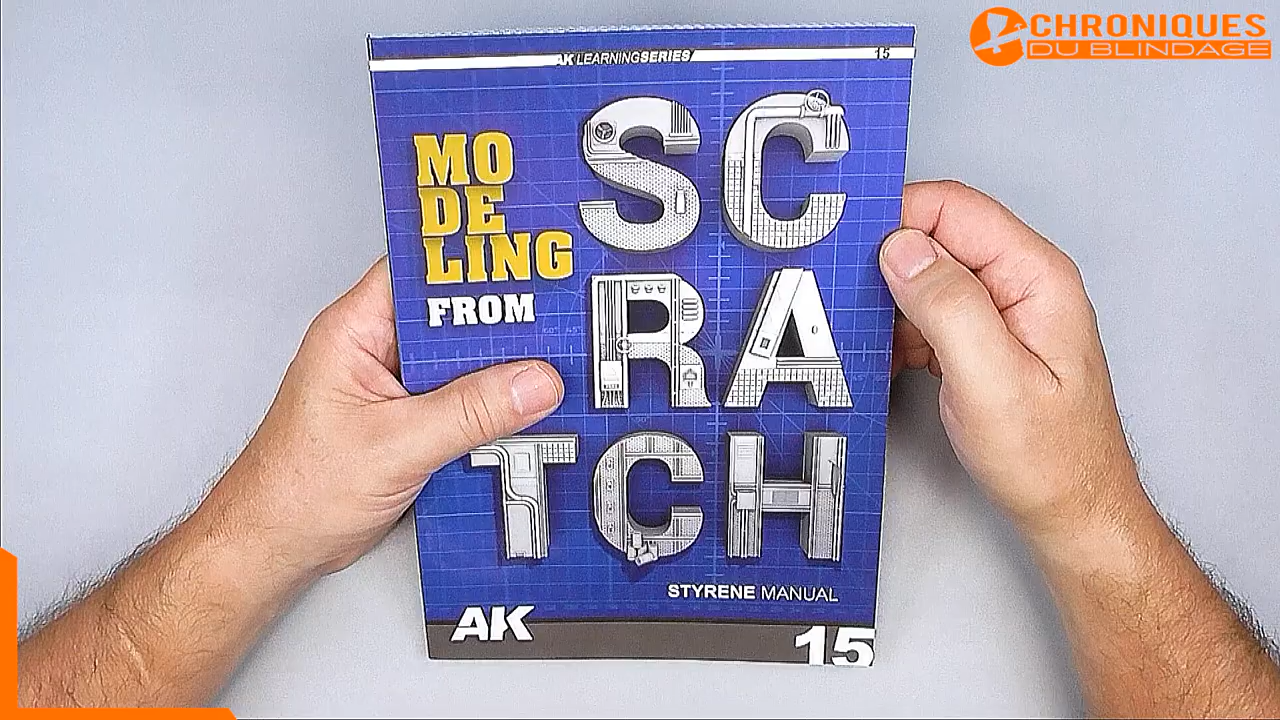 CHRONIQUES
DU BLINDAGE
AK LEARNINGSERIES 15
MO
DE
LING
FROM
SC
RA
TCH
STYRENE MANUAL
AK
15